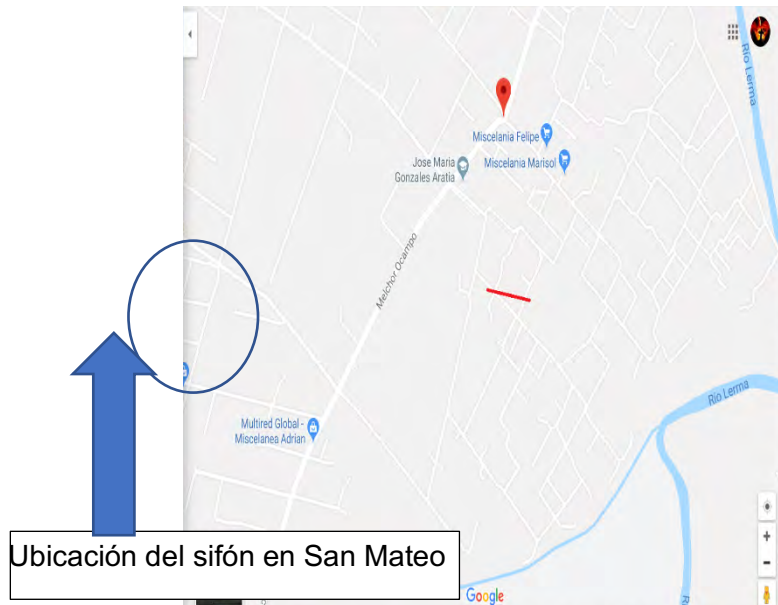 Río Lerma
Miscelania Felipe
Jose Maria
Gonzales Aratia
Miscelania Marisol
Melchor Ocampo
Río Lerma
Multired Global -
Miscelanea Adrian
Ubicación del sifón en San Mateo
Google